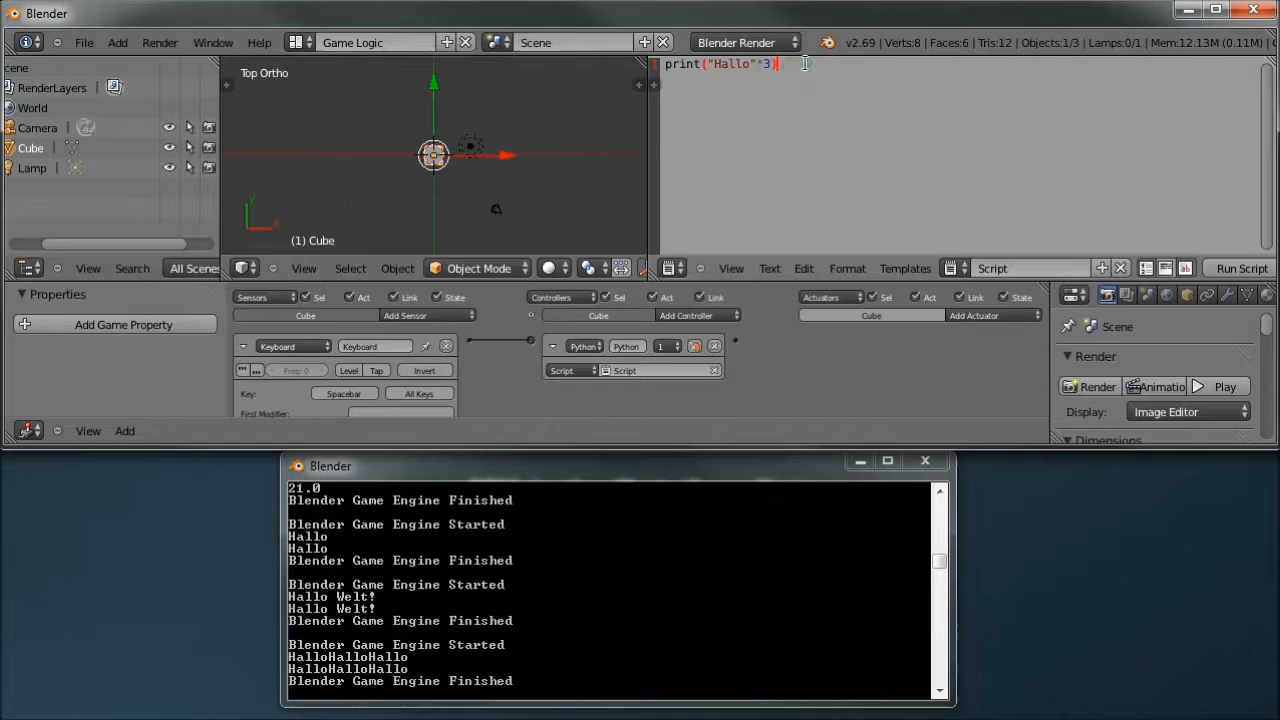 Blender
File Add Render Window Help Game Logic Scene Blender Render v2.69 | Verts:8 | Faces:6 | Tris:12 | Objects:1/3 | Lamps:0/1 | Mem:12.13M (0.11M) |
cene
RenderLayers
World
Camera
Cube
Lamp
View Search All Scenes
Top Ortho
(1) Cube
View Select Object Object Mode
1 print("Hallo"*3)
View Text Edit Format Templates Script Run Script
Properties
Add Game Property
Sensors Sel Act Link State
Cube Add Sensor
Keyboard Keyboard
Freq: 0 Level Tap Invert
Key: Spacebar All Keys
First Modifier:
Controllers Sel Act Link
Cube Add Controller
Python Python 1
Script Script
Actuators Sel Act Link State
Cube Add Actuator
View Add
Scene
Render
Render Animatio Play
Display: Image Editor
Dimensions
Blender
21.0
Blender Game Engine Finished
Blender Game Engine Started
Hallo
Hallo
Blender Game Engine Finished
Blender Game Engine Started
Hallo Welt!
Hallo Welt!
Blender Game Engine Finished
Blender Game Engine Started
HalloHalloHallo
HalloHalloHallo
Blender Game Engine Finished